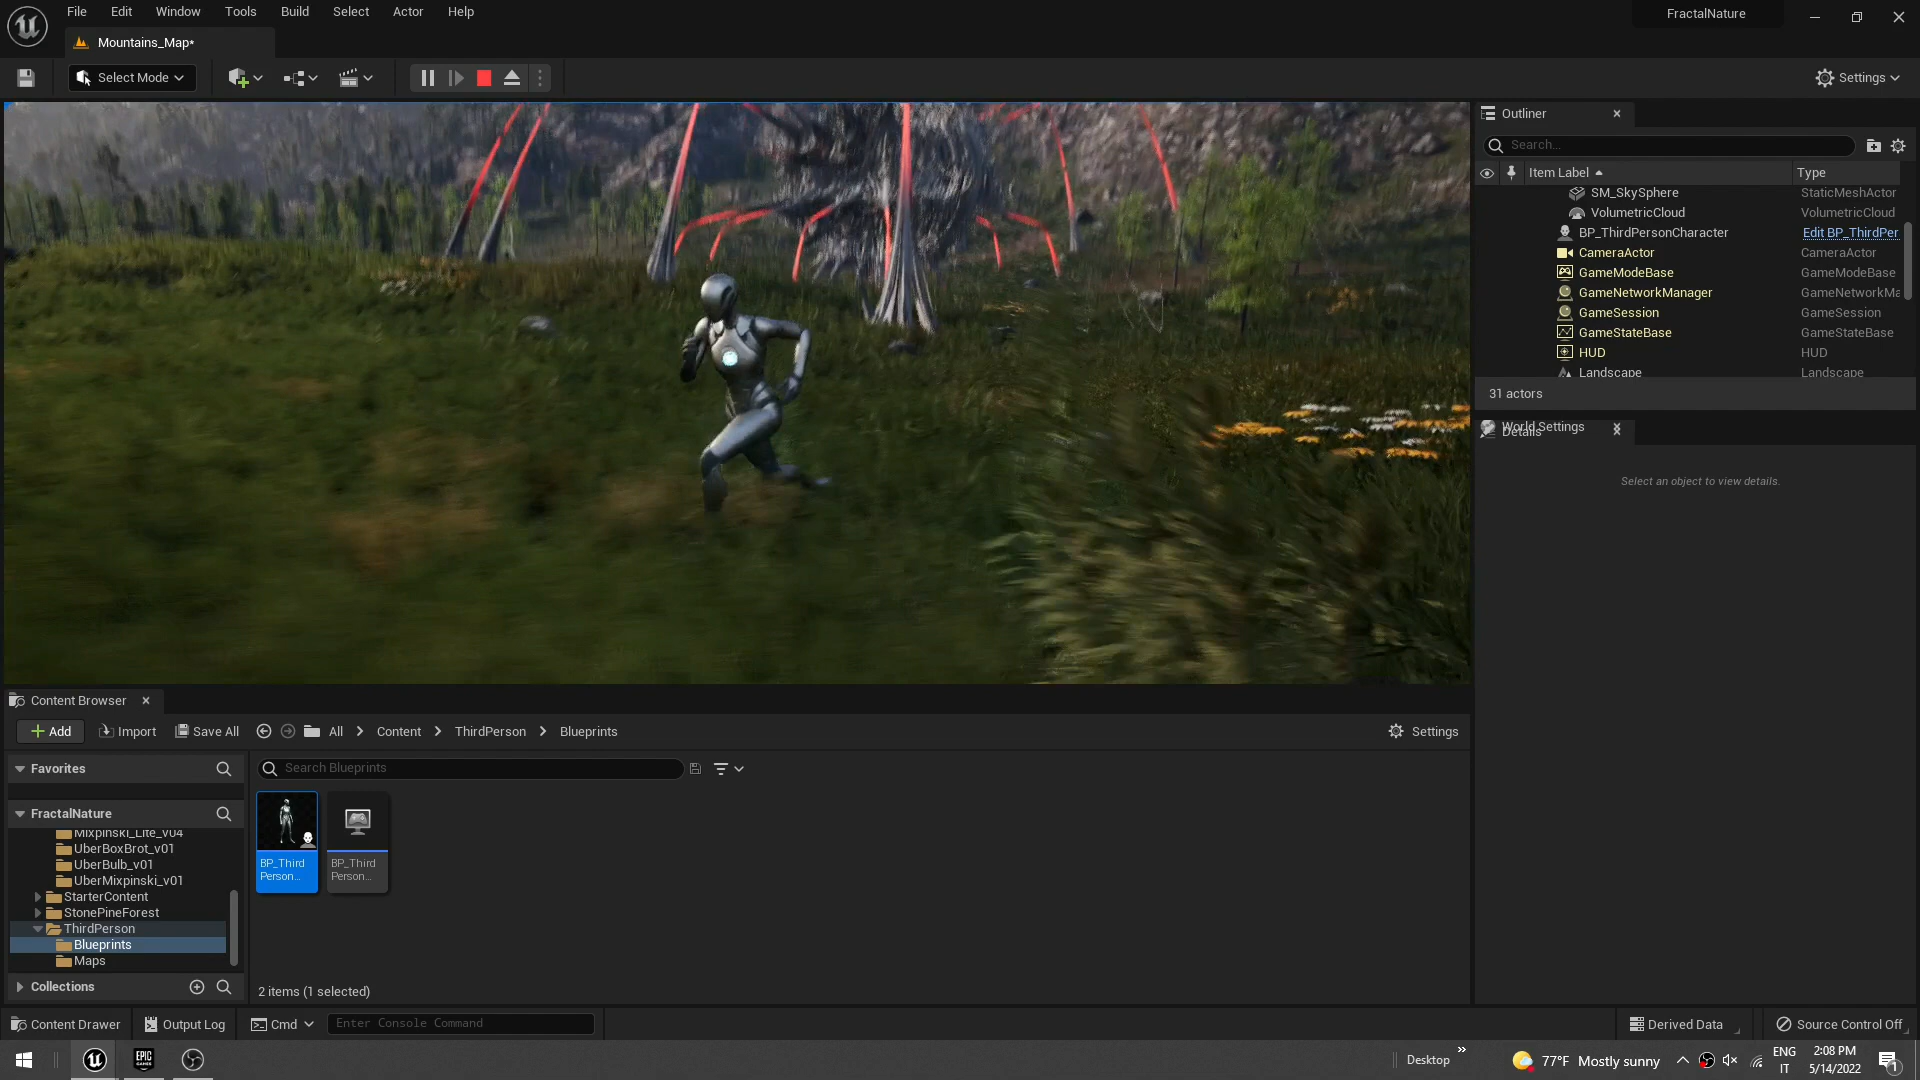 File Edit Window Tools Build Select Actor Help
FractalNature
Mountains_Map*
Select Mode
Settings
Outliner
Search...
Item Label Type
SM_SkySphere StaticMeshActor
VolumetricCloud VolumetricCloud
BP_ThirdPersonCharacter Edit BP_ThirdPer
CameraActor CameraActor
GameModeBase GameModeBase
GameNetworkManager GameNetworkMa
GameSession GameSession
GameStateBase GameStateBase
HUD HUD
Landscape Landscape
31 actors
World Settings
Details
Select an object to view details.
Content Browser
Add Import Save All All Content ThirdPerson Blueprints Settings
Favorites
Search Blueprints
FractalNature
Mixpinski_Lite_v04
UberBoxBrot_v01
UberBulb_v01
UberMixpinski_v01
StarterContent
StonePineForest
ThirdPerson
Blueprints
Maps
BP_Third
Person...
BP_Third
Person...
Collections
2 items (1 selected)
Content Drawer Output Log Cmd Enter Console Command Derived Data Source Control Off
EPIC
GAMES
Desktop
»
77°F Mostly sunny
ENG
IT
2:08 PM
5/14/2022
1